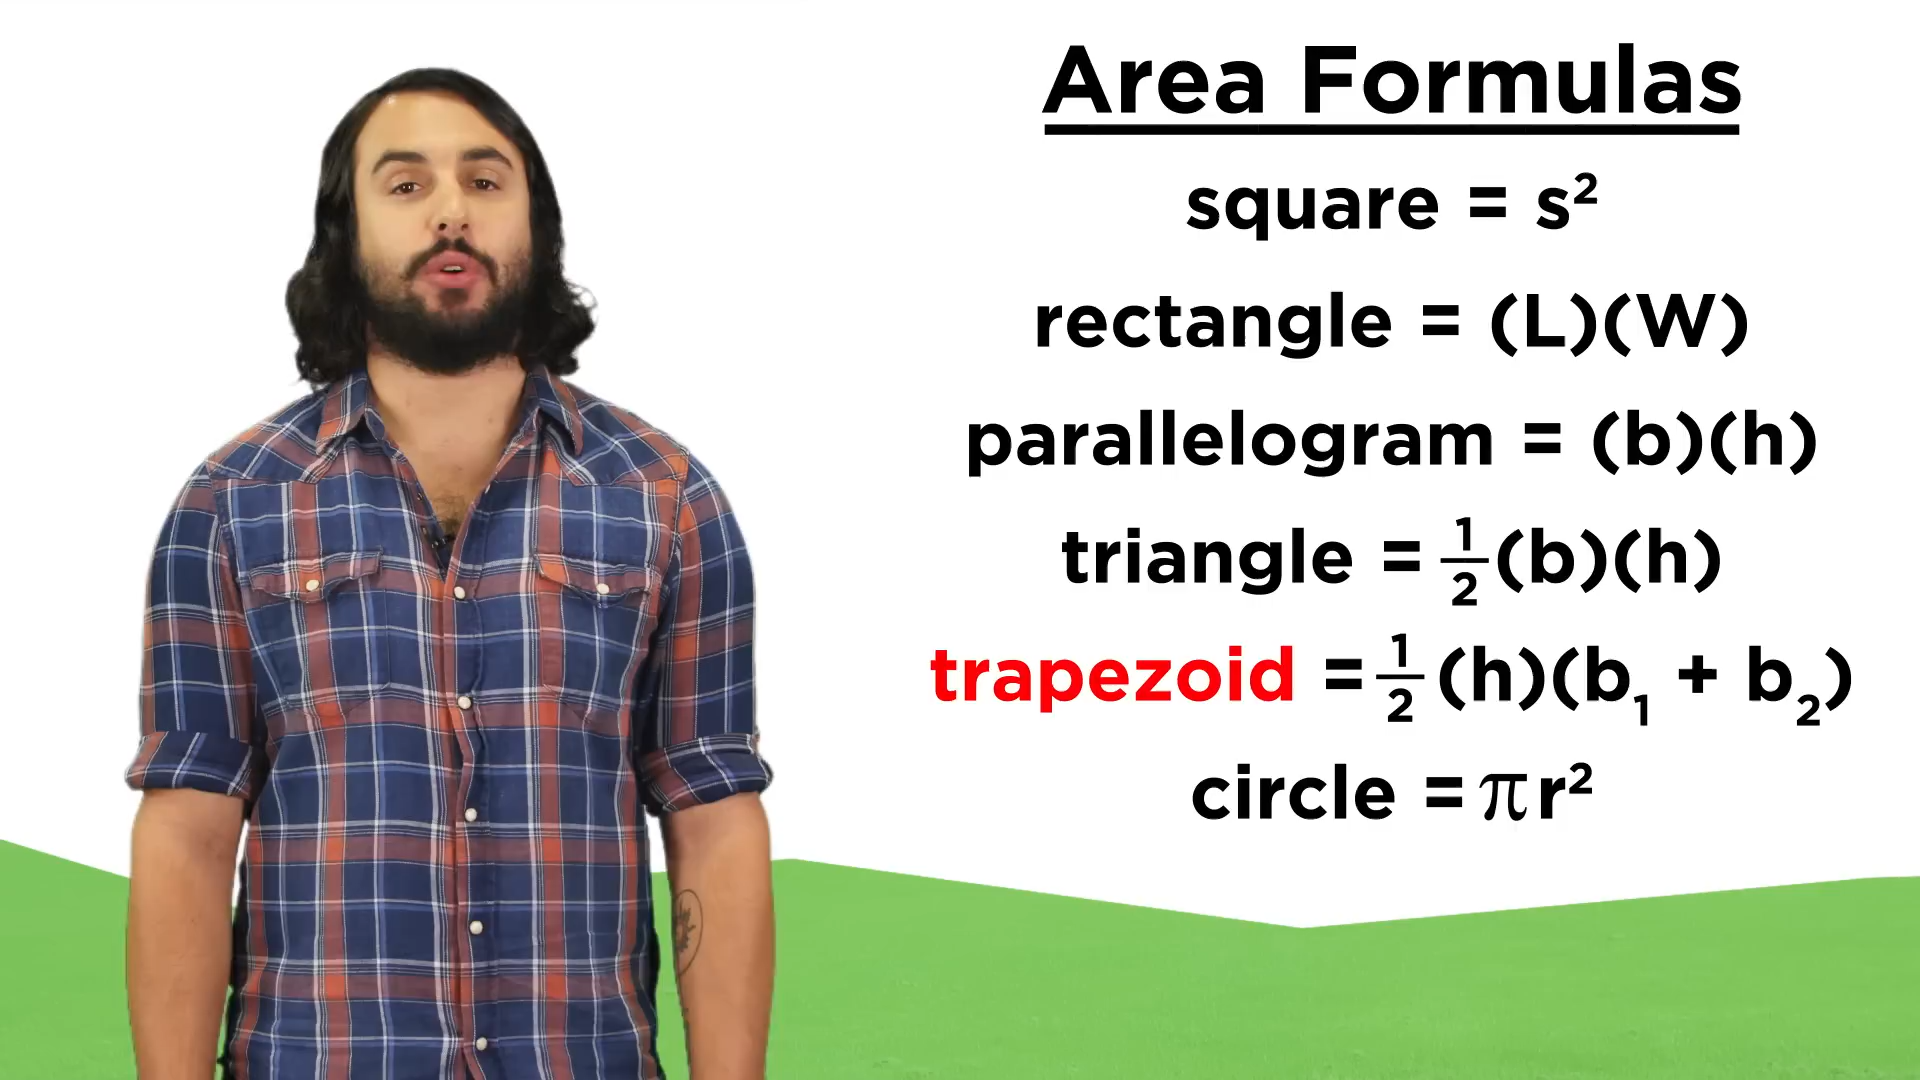 Area Formulas
square = s²
rectangle = (L)(W)
parallelogram = (b)(h)
triangle = ½(b)(h)
trapezoid = ½(h)(b₁ + b₂)
circle = πr²